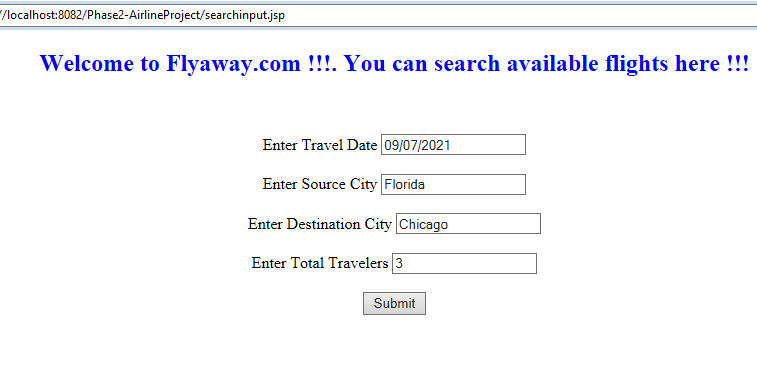 //localhost:8082/Phase2-AirlineProject/searchinput.jsp
Welcome to Flyaway.com !!!. You can search available flights here !!!
Enter Travel Date 09/07/2021
Enter Source City Florida
Enter Destination City Chicago
Enter Total Travelers 3
Submit